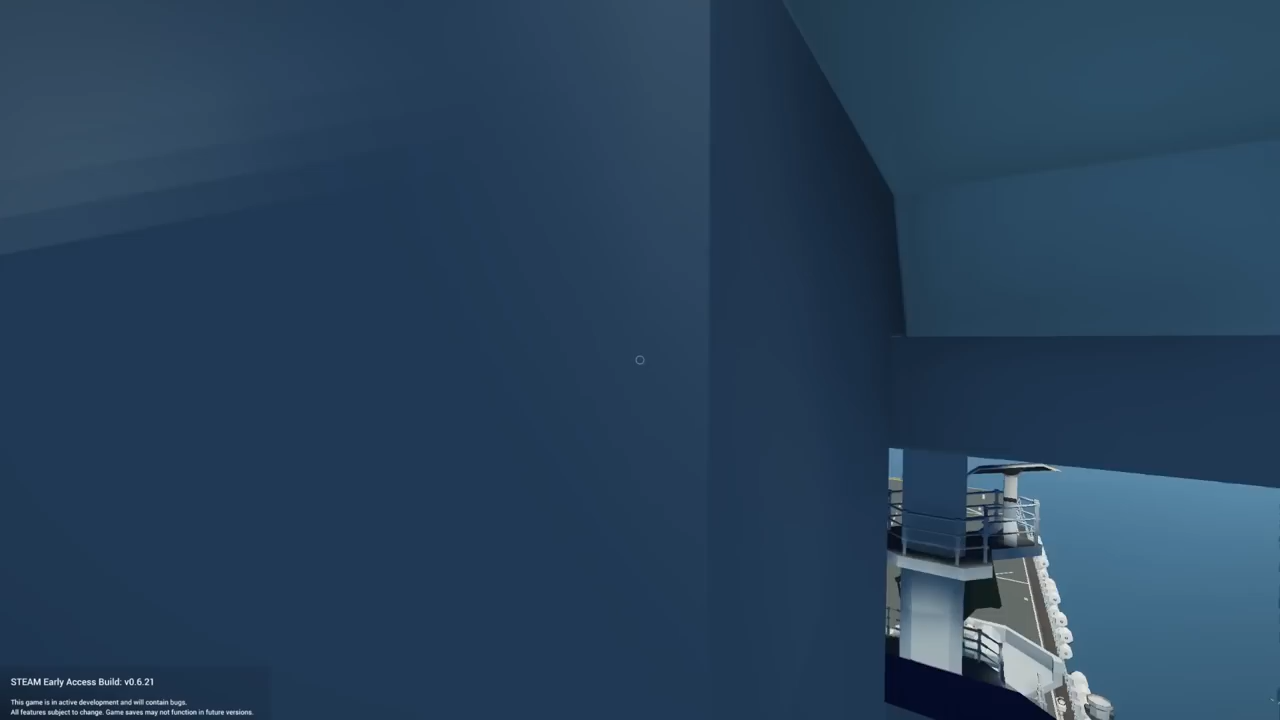 STEAM Early Access Build: v0.6.21
This game is in active development and will contain bugs.
All features subject to change. Game saves may not function in future versions.